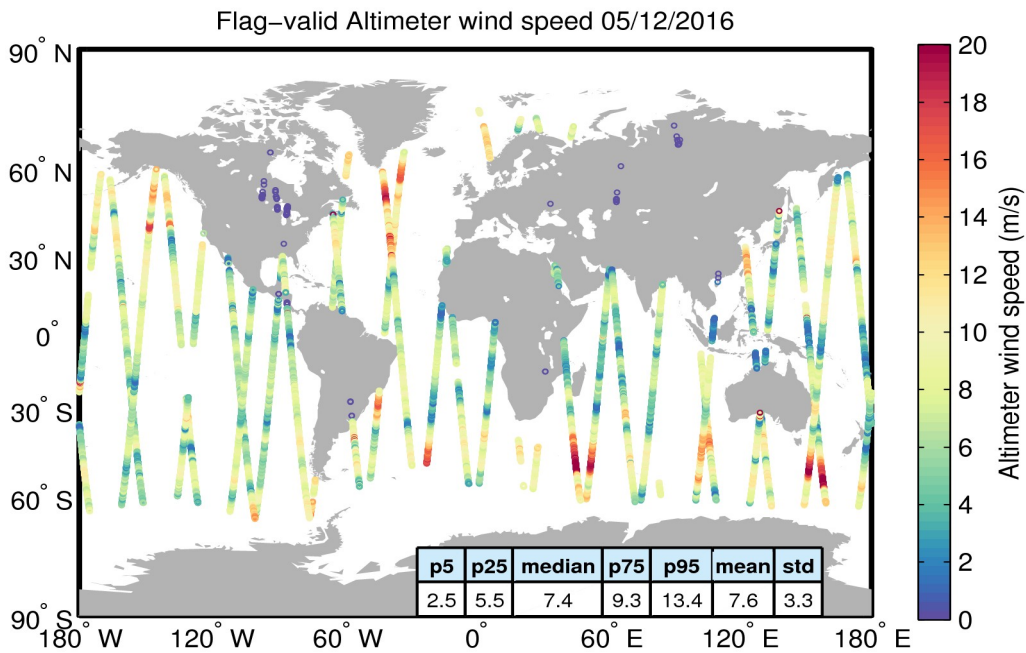 Flag−valid Altimeter wind speed 05/12/2016
90° N
60° N
30° N
0°
30° S
60° S
90° S
180° W
120° W
60° W
0°
60° E
120° E
180° E
p5 p25 median p75 p95 mean std
2.5 5.5 7.4 9.3 13.4 7.6 3.3
20
18
16
14
12
10
8
6
4
2
0
Altimeter wind speed (m/s)